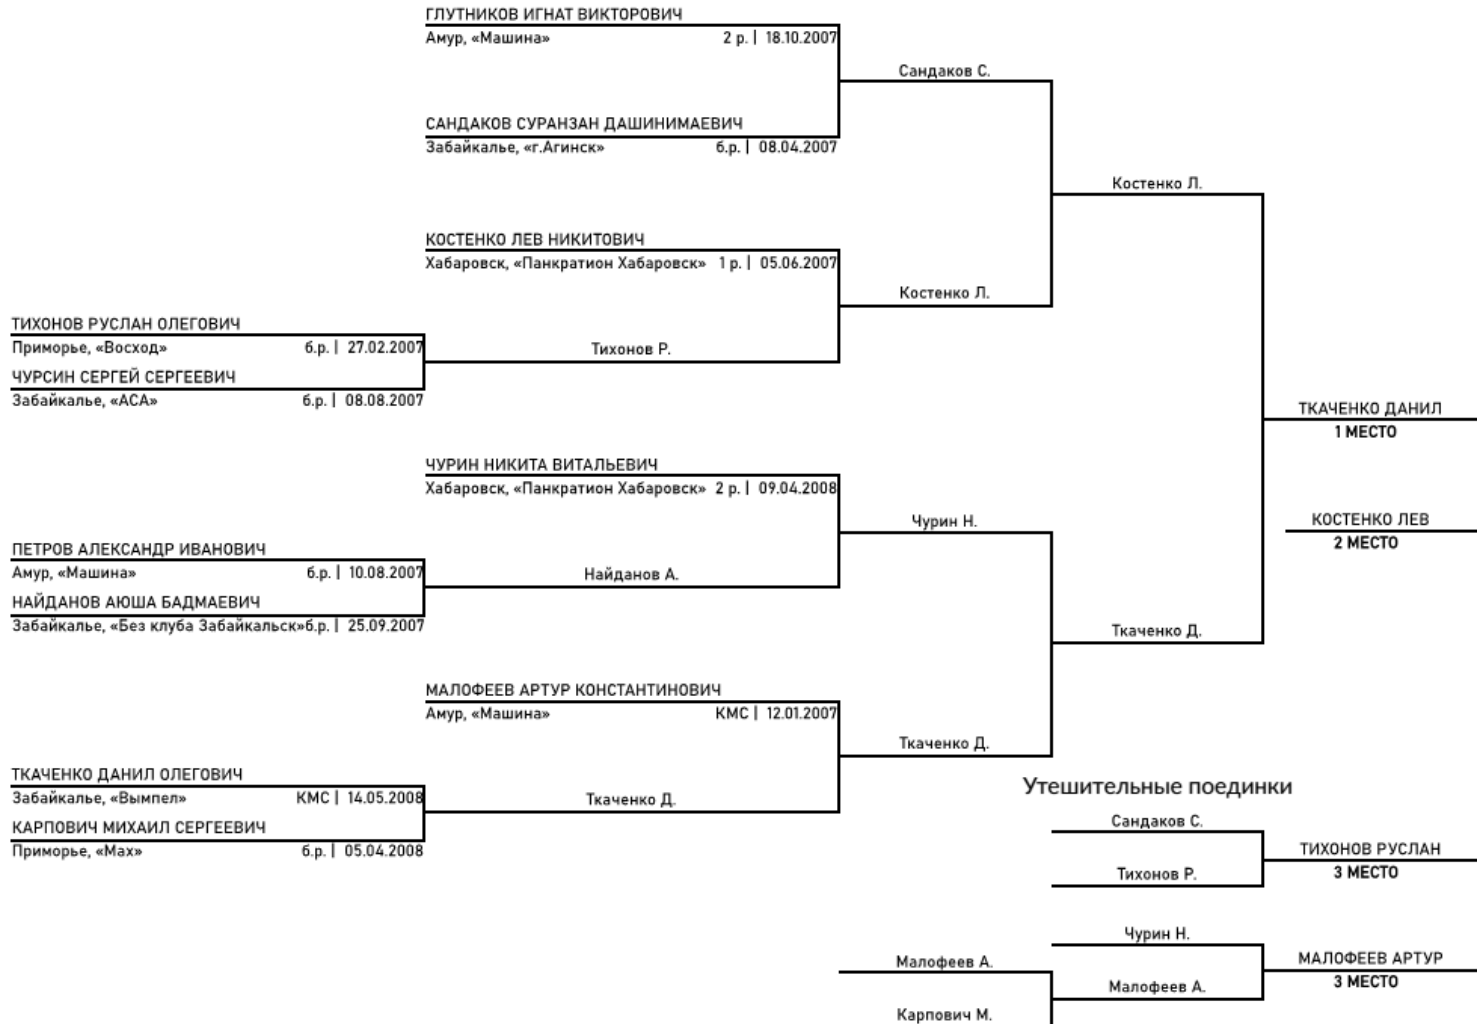 ГЛУТНИКОВ ИГНАТ ВИКТОРОВИЧ
Амур, «Машина» 2 р. | 18.10.2007
Сандаков С.
САНДАКОВ СУРАНЗАН ДАШИНИМАЕВИЧ
Забайкалье, «г.Агинск» б.р. | 08.04.2007
Костенко Л.
КОСТЕНКО ЛЕВ НИКИТОВИЧ
Хабаровск, «Панкратион Хабаровск» 1 р. | 05.06.2007
Костенко Л.
ТИХОНОВ РУСЛАН ОЛЕГОВИЧ
Приморье, «Восход» б.р. | 27.02.2007
Тихонов Р.
ЧУРСИН СЕРГЕЙ СЕРГЕЕВИЧ
Забайкалье, «АСА» б.р. | 08.08.2007
ТКАЧЕНКО ДАНИЛ
1 МЕСТО
ЧУРИН НИКИТА ВИТАЛЬЕВИЧ
Хабаровск, «Панкратион Хабаровск» 2 р. | 09.04.2008
Чурин Н.
КОСТЕНКО ЛЕВ
2 МЕСТО
ПЕТРОВ АЛЕКСАНДР ИВАНОВИЧ
Амур, «Машина» б.р. | 10.08.2007
Найданов А.
НАЙДАНОВ АЮША БАДМАЕВИЧ
Забайкалье, «Без клуба Забайкальск»б.р. | 25.09.2007
Ткаченко Д.
МАЛОФЕЕВ АРТУР КОНСТАНТИНОВИЧ
Амур, «Машина» КМС | 12.01.2007
Ткаченко Д.
ТКАЧЕНКО ДАНИЛ ОЛЕГОВИЧ
Забайкалье, «Вымпел» КМС | 14.05.2008
Ткаченко Д.
КАРПОВИЧ МИХАИЛ СЕРГЕЕВИЧ
Приморье, «Мах» б.р. | 05.04.2008
Утешительные поединки
Сандаков С.
ТИХОНОВ РУСЛАН
3 МЕСТО
Тихонов Р.
Чурин Н.
МАЛОФЕЕВ АРТУР
3 МЕСТО
Малофеев А.
Малофеев А.
Карпович М.